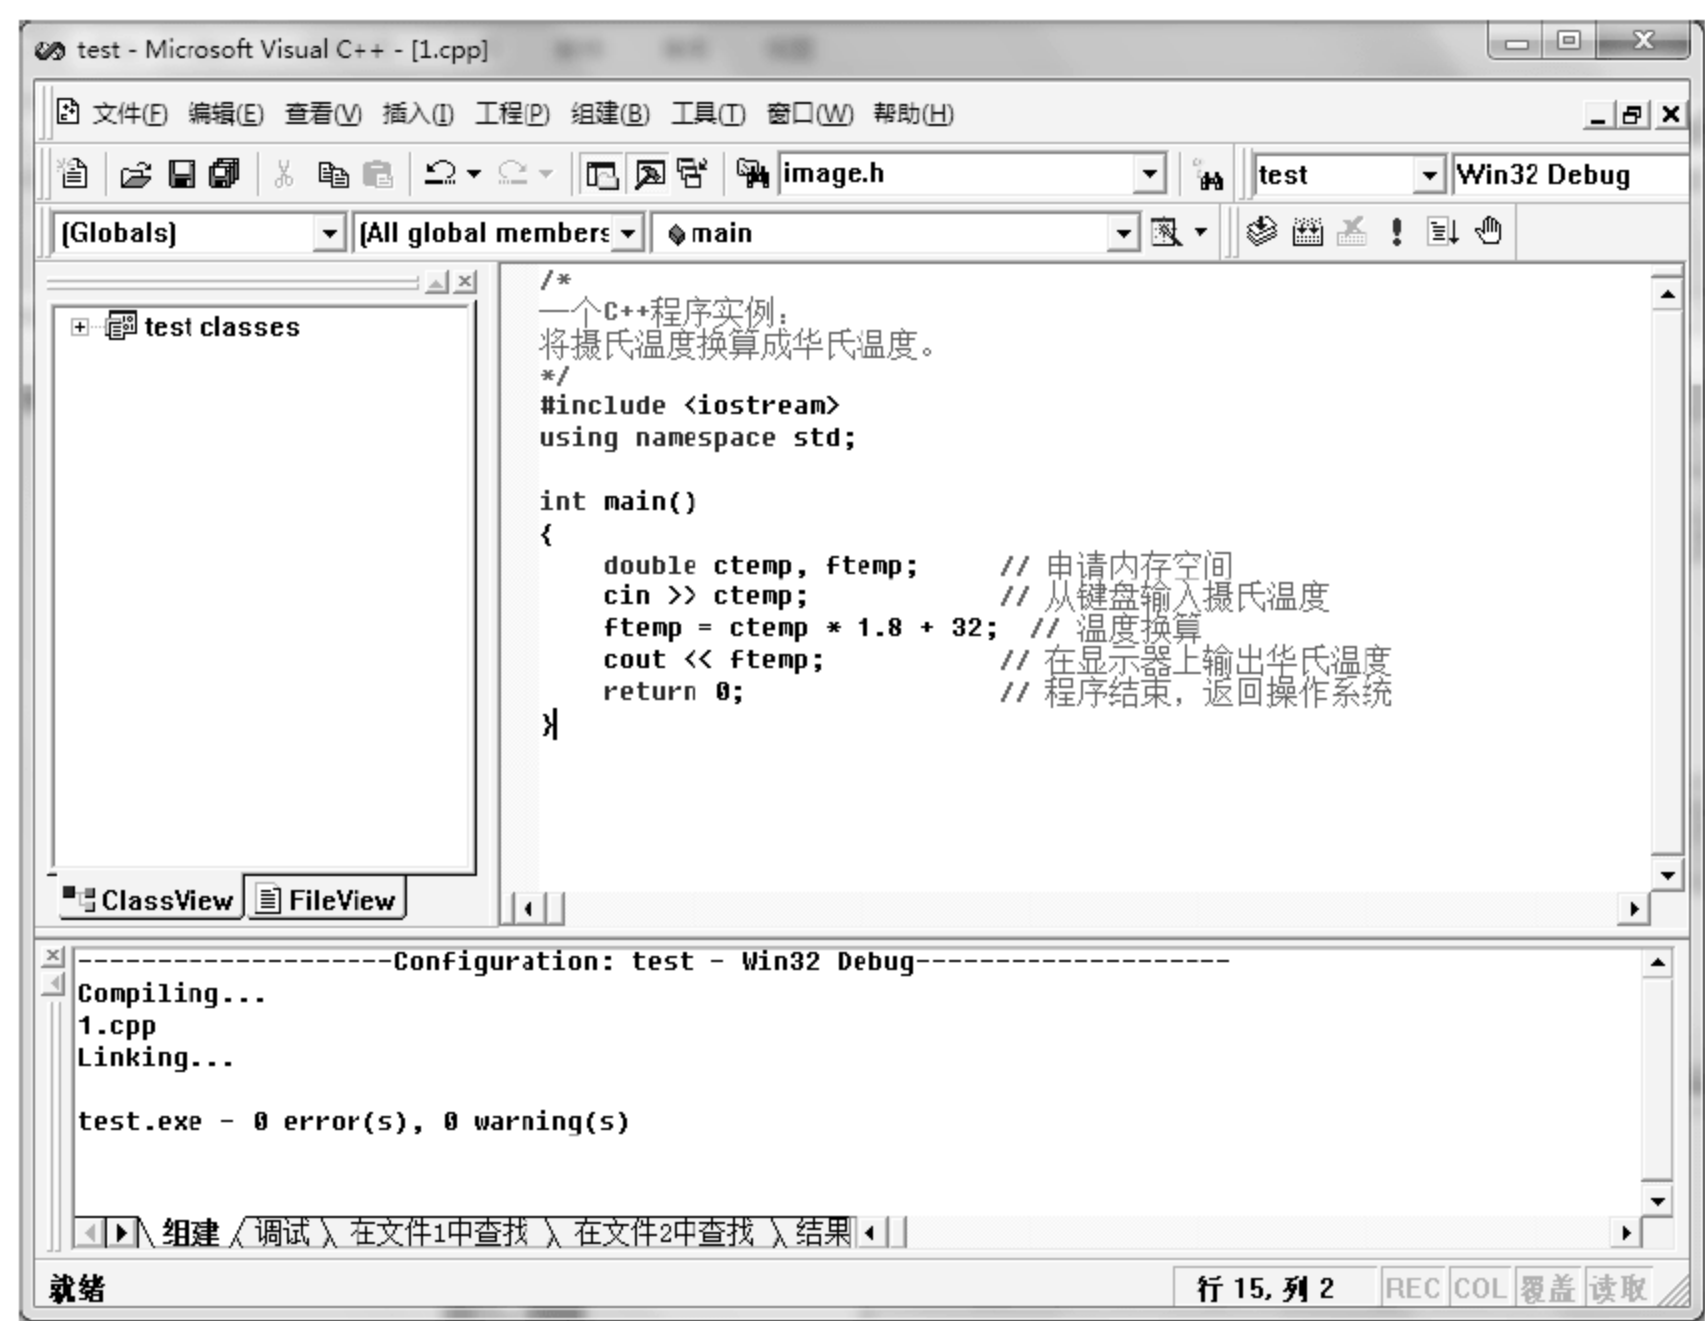 test - Microsoft Visual C++ - [1.cpp]
文件(F) 编辑(E) 查看(V) 插入(I) 工程(P) 组建(B) 工具(T) 窗口(W) 帮助(H)
image.h test Win32 Debug
(Globals) (All global members main
test classes
/*
一个C++程序实例:
将摄氏温度换算成华氏温度。
*/
#include <iostream>
using namespace std;
int main()
{
double ctemp, ftemp; // 申请内存空间
cin >> ctemp; // 从键盘输入摄氏温度
ftemp = ctemp * 1.8 + 32; // 温度换算
cout << ftemp; // 在显示器上输出华氏温度
return 0; // 程序结束，返回操作系统
}
ClassView FileView
--------------------Configuration: test - Win32 Debug--------------------
Compiling...
1.cpp
Linking...
test.exe - 0 error(s), 0 warning(s)
组建 调试 在文件1中查找 在文件2中查找 结果
就绪 行 15, 列 2 REC COL 覆盖 读取